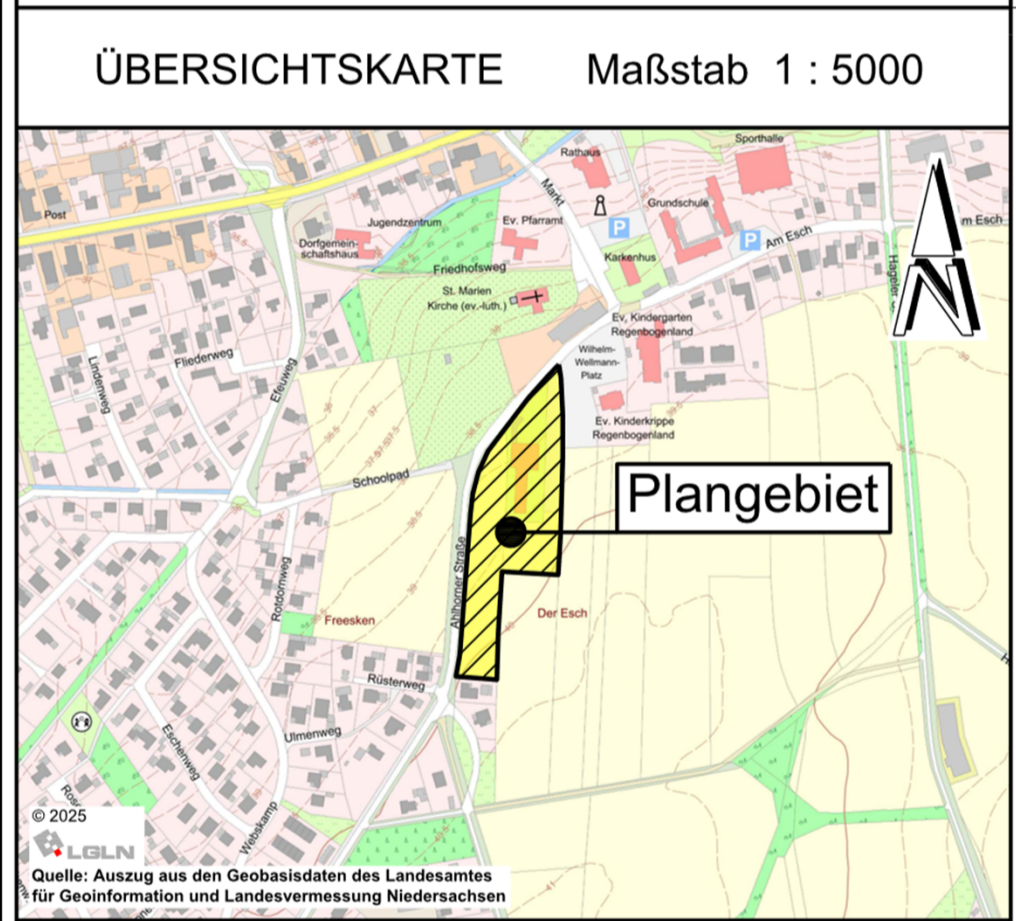 ÜBERSICHTSKARTE Maßstab 1 : 5000
Sporthalle
Rathaus
Markt
Post
Jugendzentrum
Ev. Pfarramt
Grundschule
P
P
Am Esch
m Esch
Dorfgemein-
schaftshaus
Karkenhus
Friedhofsweg
Hageler
N
St. Marien
Kirche (ev.-luth.)
Ev. Kindergarten
Regenbogenland
Wilhelm-
Wellmann-
Platz
Fliederweg
Lindenweg
Efeuweg
Ev. Kinderkrippe
Regenbogenland
Schoolpad
Plangebiet
Ahlhorner Straße
Rotdornweg
Freesken
Der Esch
Rüsterweg
Ulmenweg
Eschenweg
Webskamp
© 2025
LGLN
Quelle: Auszug aus den Geobasisdaten des Landesamtes
für Geoinformation und Landesvermessung Niedersachsen